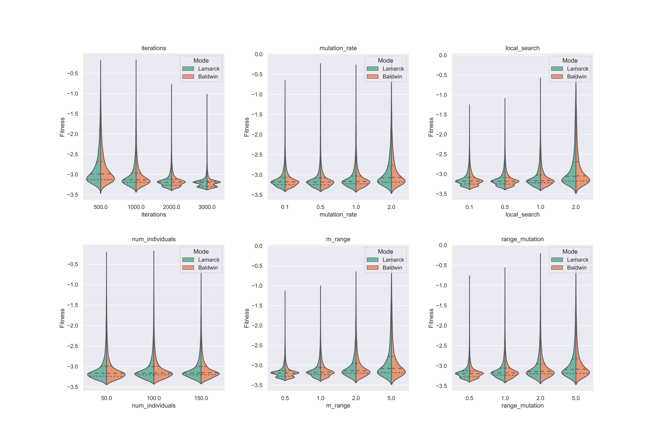 iterations
Mode
Lamarck
Baldwin
Fitness
−0.5
−1.0
−1.5
−2.0
−2.5
−3.0
−3.5
500.0 1000.0 2000.0 3000.0
iterations
mutation_rate
Mode
Lamarck
Baldwin
Fitness
0.0
−0.5
−1.0
−1.5
−2.0
−2.5
−3.0
−3.5
0.1 0.5 1.0 2.0
mutation_rate
local_search
Mode
Lamarck
Baldwin
Fitness
0.0
−0.5
−1.0
−1.5
−2.0
−2.5
−3.0
−3.5
0.1 0.5 1.0 2.0
local_search
num_individuals
Mode
Lamarck
Baldwin
Fitness
−0.5
−1.0
−1.5
−2.0
−2.5
−3.0
−3.5
50.0 100.0 150.0
num_individuals
m_range
Mode
Lamarck
Baldwin
Fitness
0.0
−0.5
−1.0
−1.5
−2.0
−2.5
−3.0
−3.5
0.5 1.0 2.0 5.0
m_range
range_mutation
Mode
Lamarck
Baldwin
Fitness
0.0
−0.5
−1.0
−1.5
−2.0
−2.5
−3.0
−3.5
0.5 1.0 2.0 5.0
range_mutation